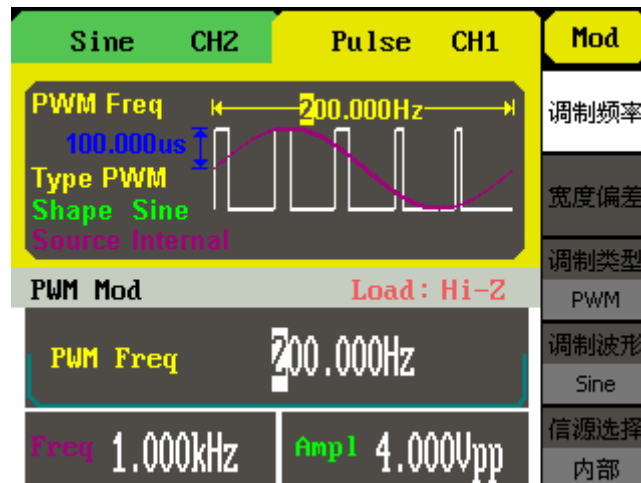 Sine CH2 Pulse CH1 Mod
PWM Freq 200.000Hz
100.000us
Type PWM
Shape Sine
Source Internal
PWM Mod Load: Hi-Z
PWM Freq 200.000Hz
Freq 1.000kHz Ampl 4.000Vpp
调制频率
宽度偏差
调制类型
PWM
调制波形
Sine
信源选择
内部